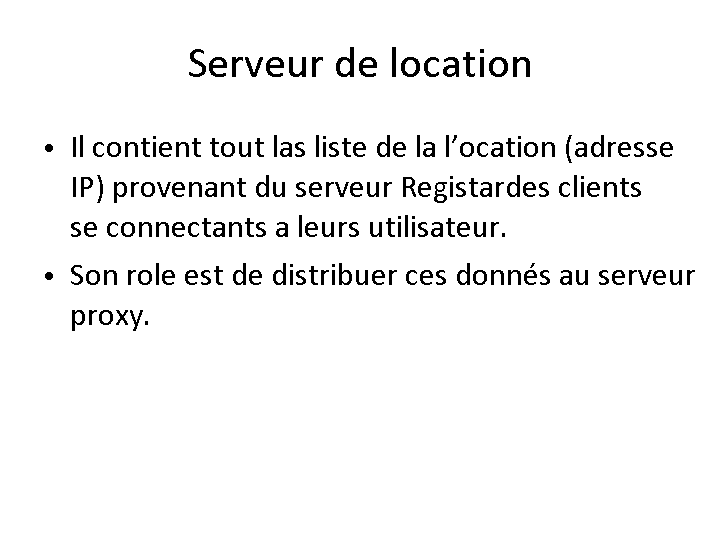 Serveur de location
• Il contient tout las liste de la l’ocation (adresse
IP) provenant du serveur Registardes clients
se connectants a leurs utilisateur.
• Son role est de distribuer ces donnés au serveur
proxy.